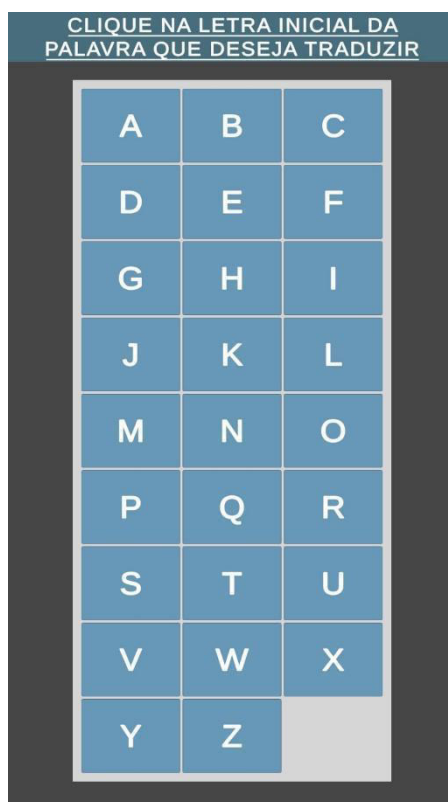 CLIQUE NA LETRA INICIAL DA
PALAVRA QUE DESEJA TRADUZIR
A B C
D E F
G H I
J K L
M N O
P Q R
S T U
V W X
Y Z